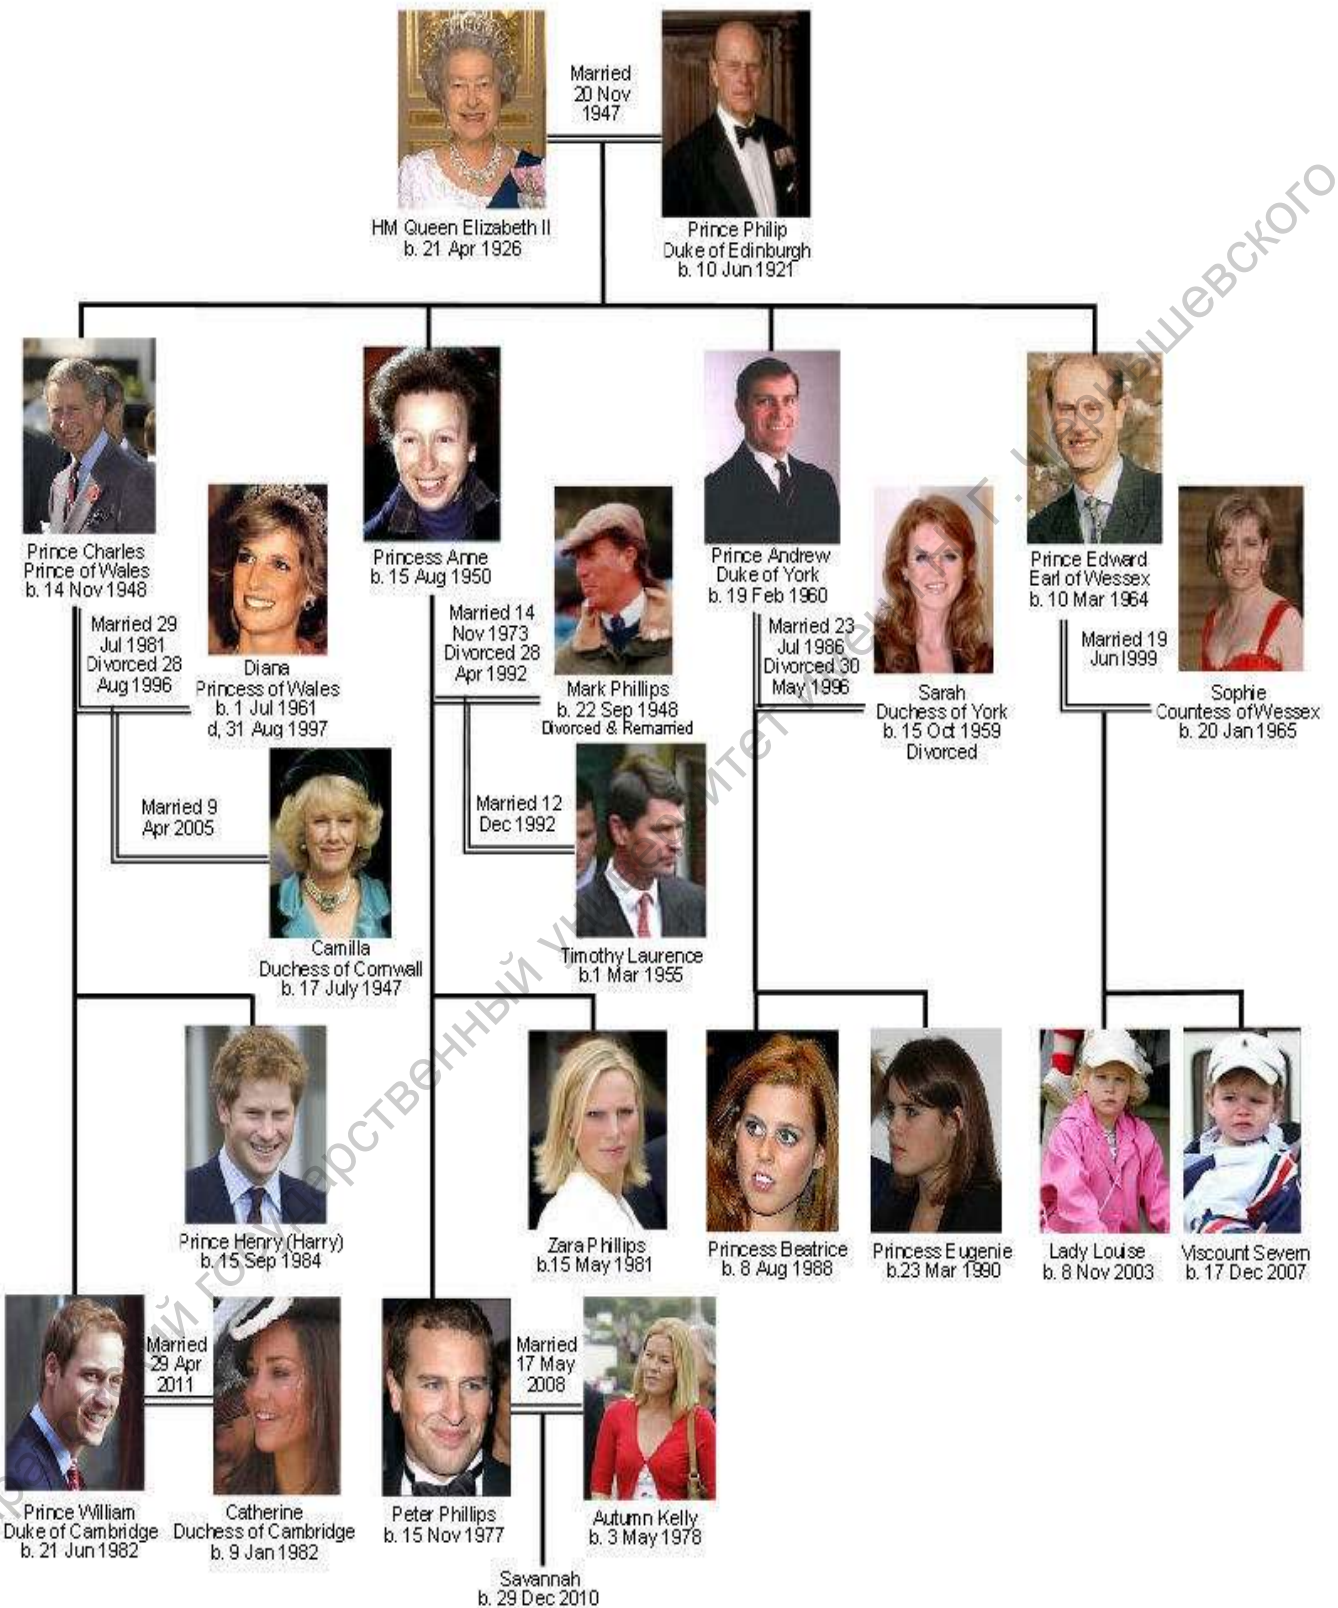 Married
20 Nov
1947
HM Queen Elizabeth II
b. 21 Apr 1926
Prince Philip
Duke of Edinburgh
b. 10 Jun 1921
Prince Charles
Prince of Wales
b. 14 Nov 1948
Married 29
Jul 1981
Divorced 28
Aug 1996
Diana
Princess of Wales
b. 1 Jul 1961
d, 31 Aug 1997
Married 9
Apr 2005
Camilla
Duchess of Cornwall
b. 17 July 1947
Princess Anne
b. 15 Aug 1950
Married 14
Nov 1973
Divorced 28
Apr 1992
Mark Phillips
b. 22 Sep 1948
Divorced & Remarried
Married 12
Dec 1992
Timothy Laurence
b.1 Mar 1955
Prince Andrew
Duke of York
b. 19 Feb 1960
Married 23
Jul 1986
Divorced 30
May 1996
Sarah
Duchess of York
b. 15 Oct 1959
Divorced
Prince Edward
Earl of Wessex
b. 10 Mar 1964
Married 19
Jun 1999
Sophie
Countess of Wessex
b. 20 Jan 1965
Prince Henry (Harry)
b. 15 Sep 1984
Zara Phillips
b.15 May 1981
Princess Beatrice
b. 8 Aug 1988
Princess Eugenie
b.23 Mar 1990
Lady Louise
b. 8 Nov 2003
Viscount Severn
b. 17 Dec 2007
Prince William
Duke of Cambridge
b. 21 Jun 1982
Married
29 Apr
2011
Catherine
Duchess of Cambridge
b. 9 Jan 1982
Peter Phillips
b. 15 Nov 1977
Married
17 May
2008
Autumn Kelly
b. 3 May 1978
Savannah
b. 29 Dec 2010